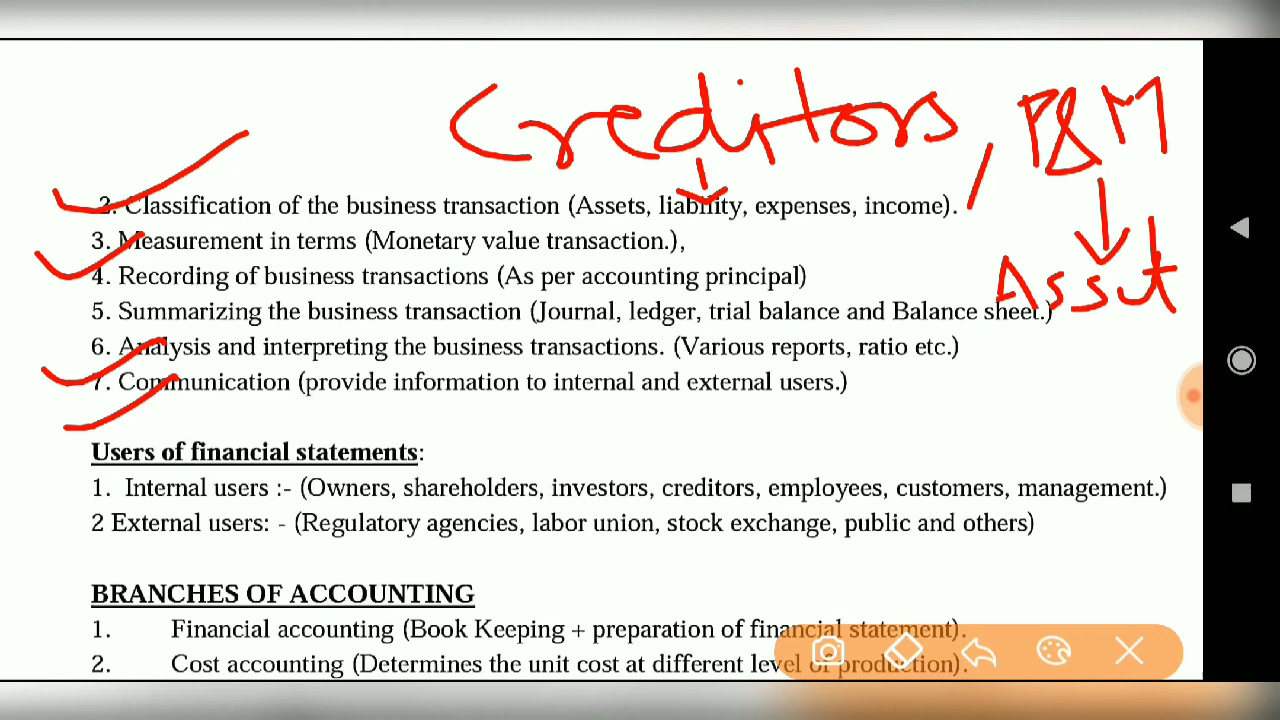 Creditors, P&M
2. Classification of the business transaction (Assets, liability, expenses, income).
3. Measurement in terms (Monetary value transaction.),
4. Recording of business transactions (As per accounting principal)
Asset
5. Summarizing the business transaction (Journal, ledger, trial balance and Balance sheet.)
6. Analysis and interpreting the business transactions. (Various reports, ratio etc.)
7. Communication (provide information to internal and external users.)
Users of financial statements:
1. Internal users :- (Owners, shareholders, investors, creditors, employees, customers, management.)
2 External users: - (Regulatory agencies, labor union, stock exchange, public and others)
BRANCHES OF ACCOUNTING
1. Financial accounting (Book Keeping + preparation of financial statement).
2. Cost accounting (Determines the unit cost at different level of production).